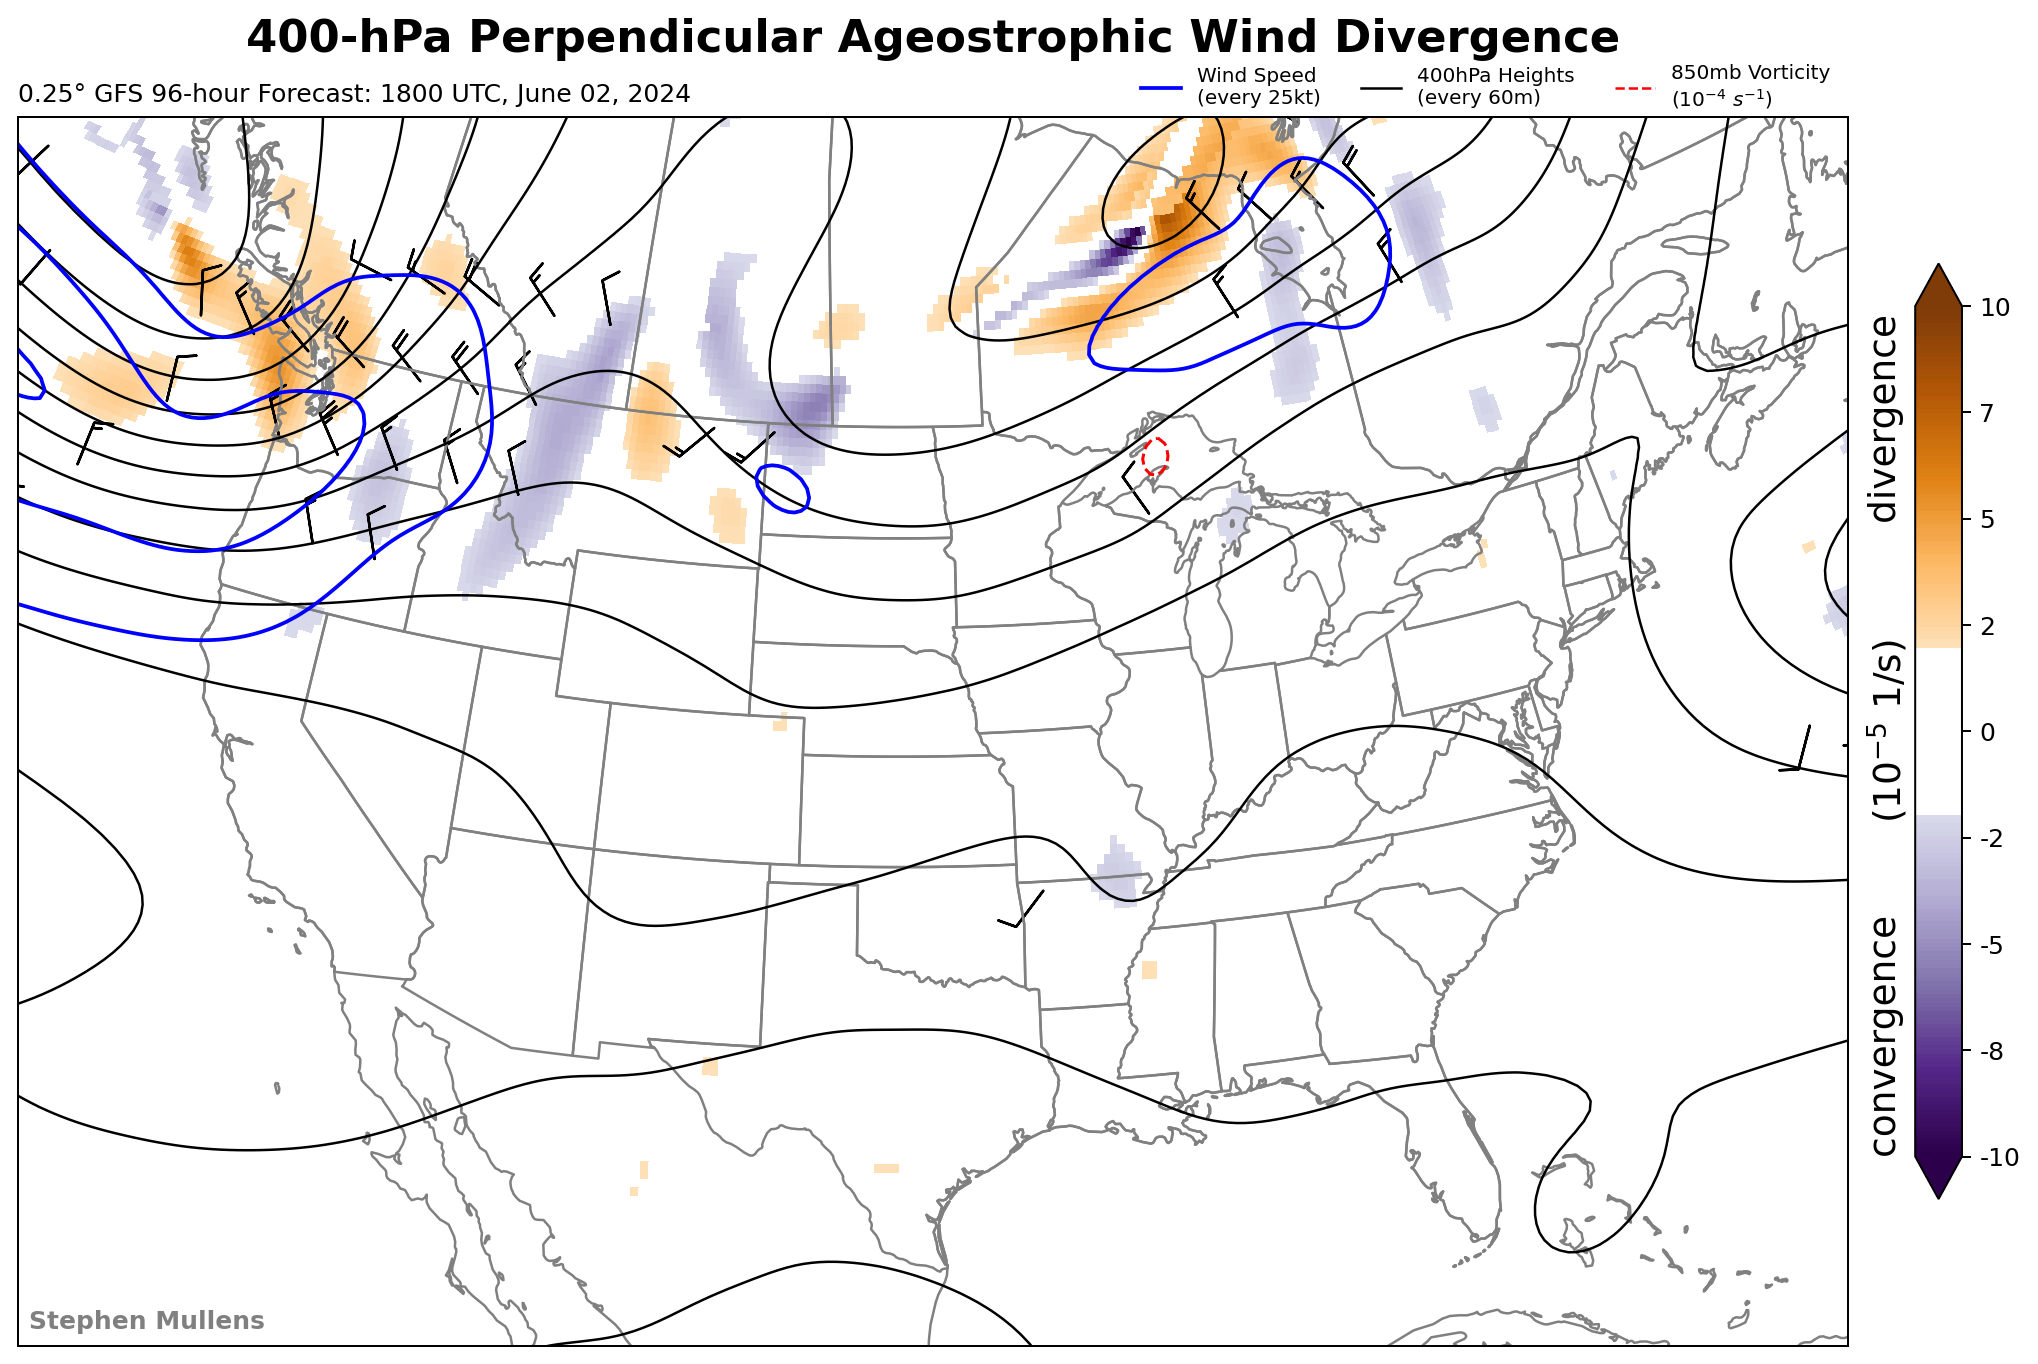 400-hPa Perpendicular Ageostrophic Wind Divergence
0.25° GFS 96-hour Forecast: 1800 UTC, June 02, 2024
Wind Speed
(every 25kt)
400hPa Heights
(every 60m)
850mb Vorticity
(10⁻⁴ s⁻¹)
10
7
5
2
0
-2
-5
-8
-10
convergence (10⁻⁵ 1/s) divergence
Stephen Mullens